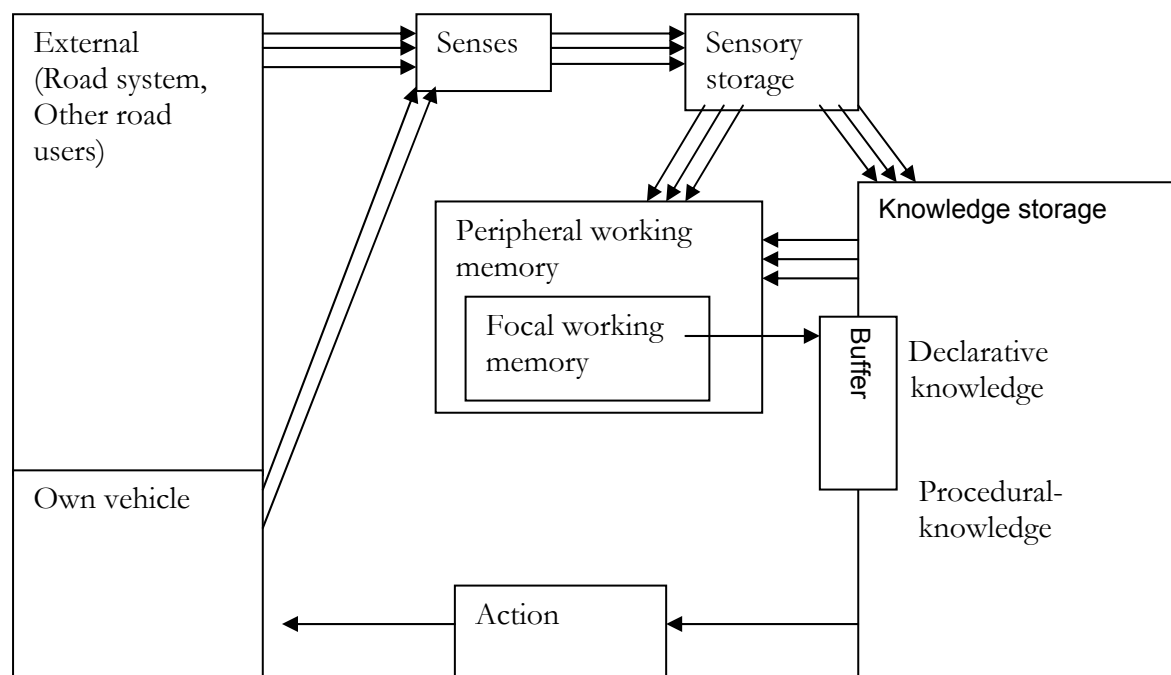 External
(Road system,
Other road
users)
Senses
Sensory
storage
Knowledge storage
Peripheral working
memory
Focal working
memory
Buffer
Declarative
knowledge
Own vehicle
Procedural-
knowledge
Action